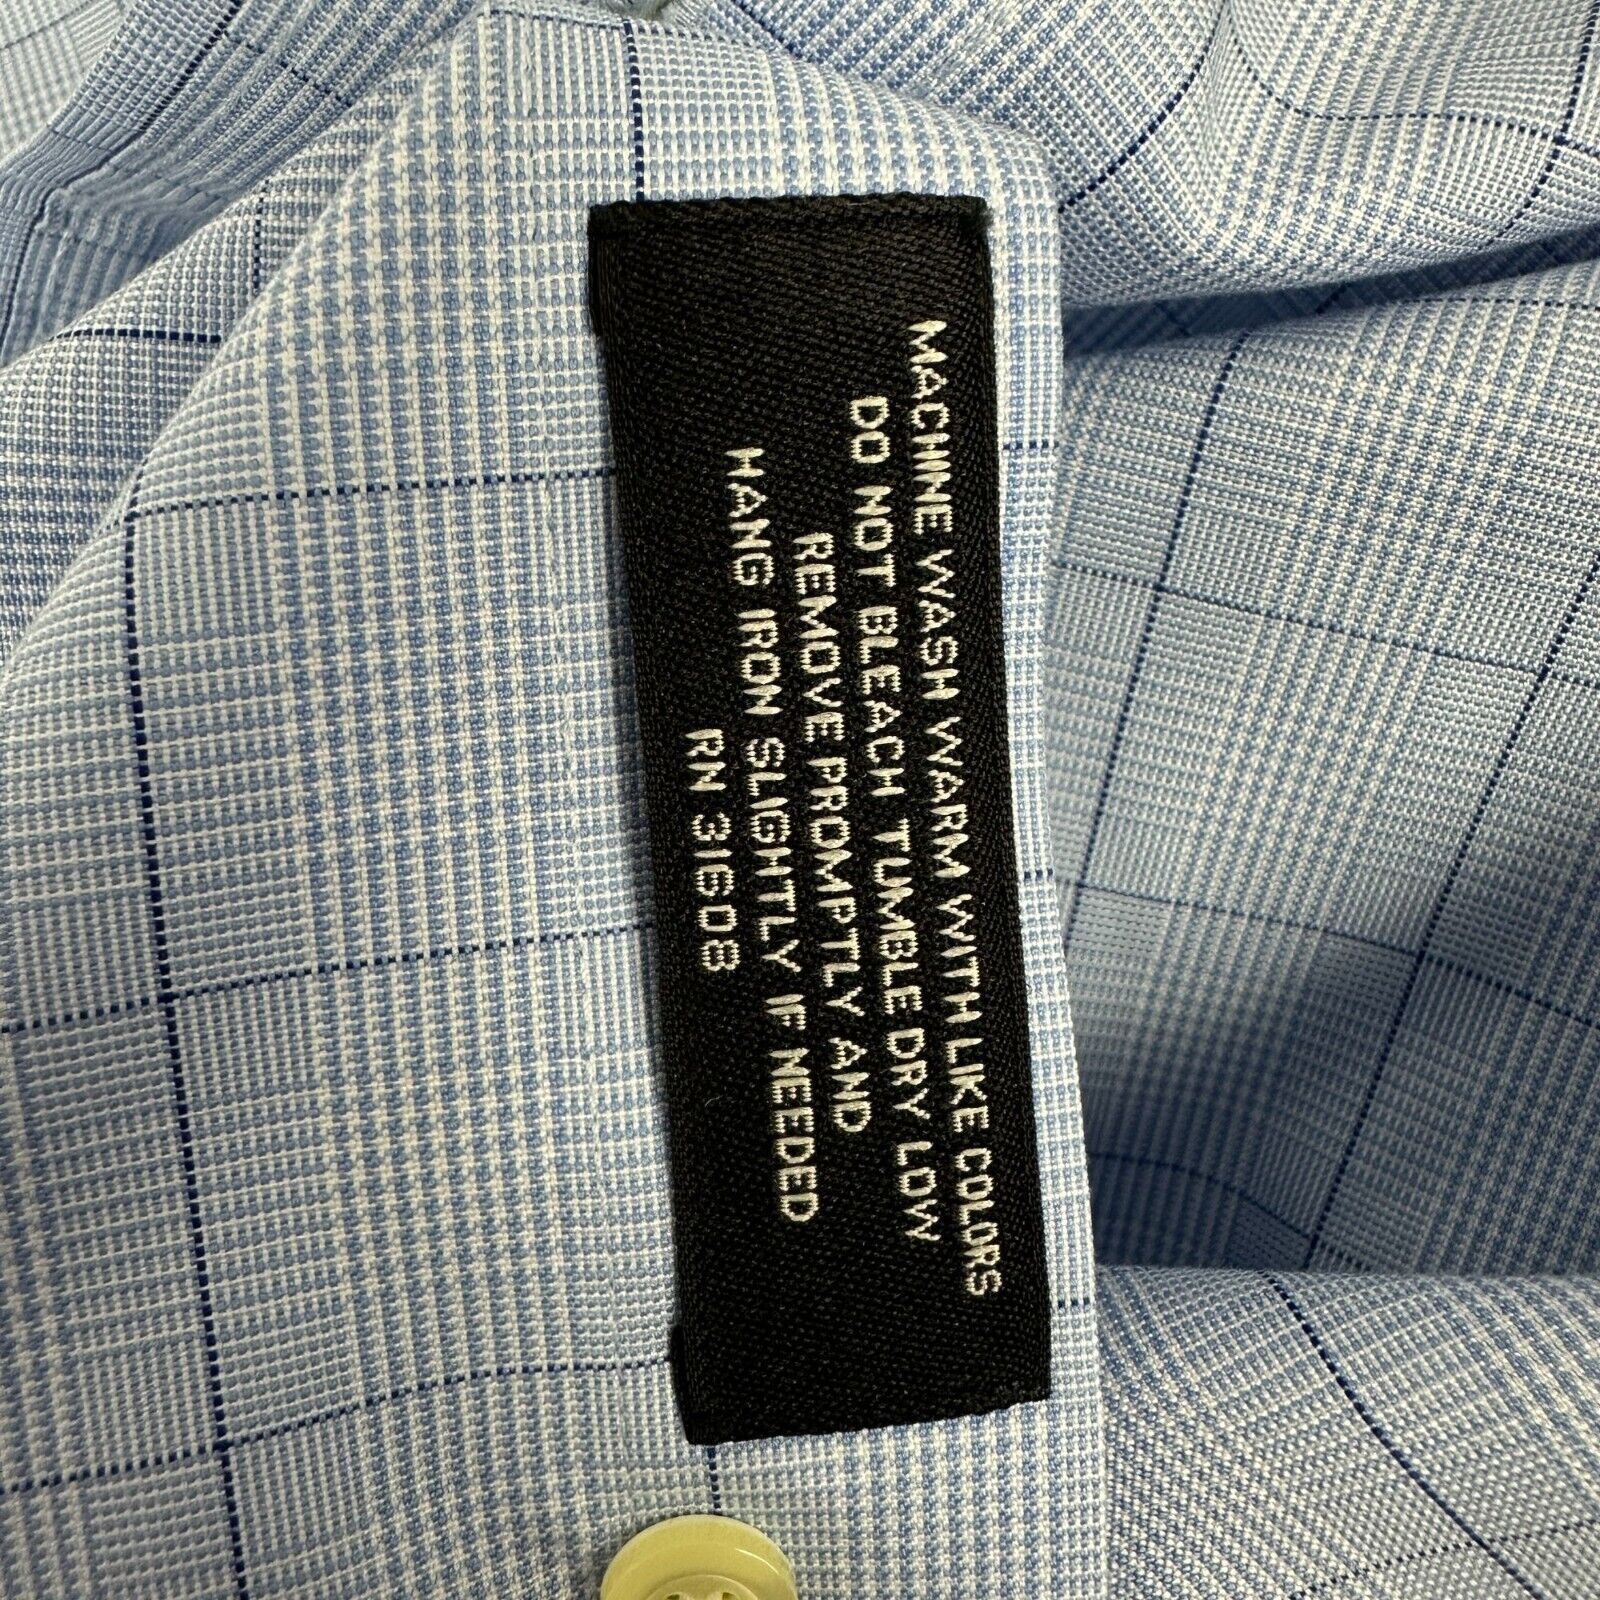 MACHINE WASH WARM WITH LIKE COLORS
DO NOT BLEACH TUMBLE DRY LOW
REMOVE PROMPTLY AND
HANG IRON SLIGHTLY IF NEEDED
RN 31608